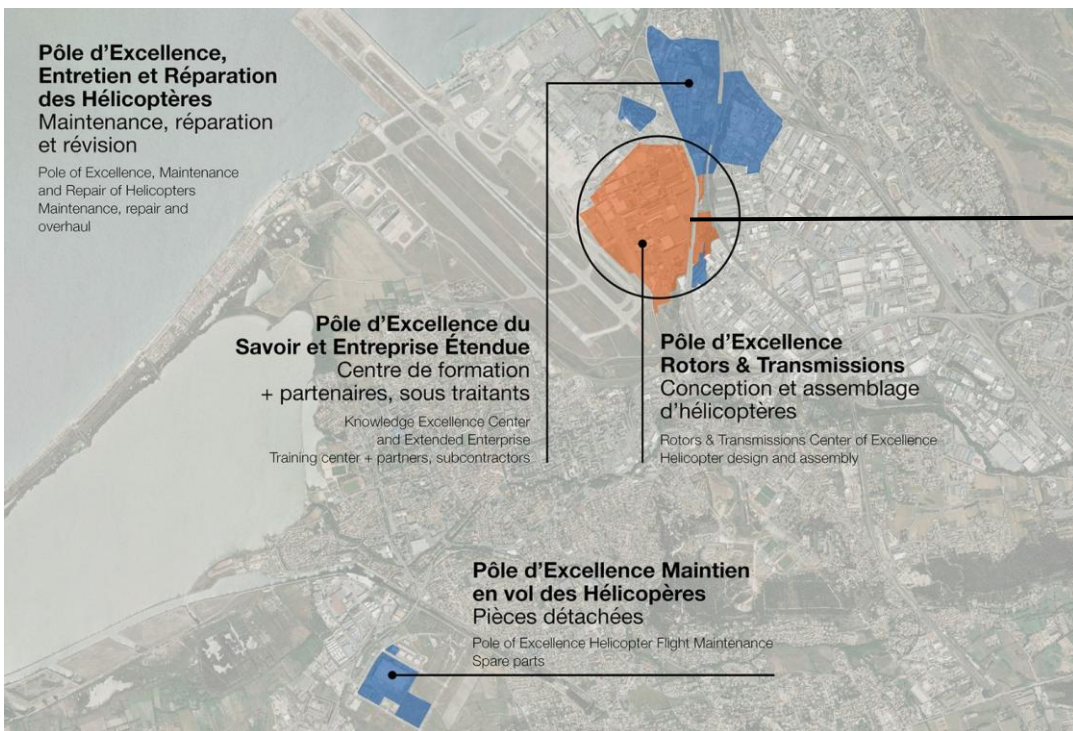 Pôle d’Excellence,
Entretien et Réparation
des Hélicoptères
Maintenance, réparation
et révision
Pole of Excellence, Maintenance
and Repair of Helicopters
Maintenance, repair and
overhaul
Pôle d’Excellence du
Savoir et Entreprise Étendue
Centre de formation
+ partenaires, sous traitants
Knowledge Excellence Center
and Extended Enterprise
Training center + partners, subcontractors
Pôle d’Excellence
Rotors & Transmissions
Conception et assemblage
d’hélicoptères
Rotors & Transmissions Center of Excellence
Helicopter design and assembly
Pôle d’Excellence Maintien
en vol des Hélicopères
Pièces détachées
Pole of Excellence Helicopter Flight Maintenance
Spare parts